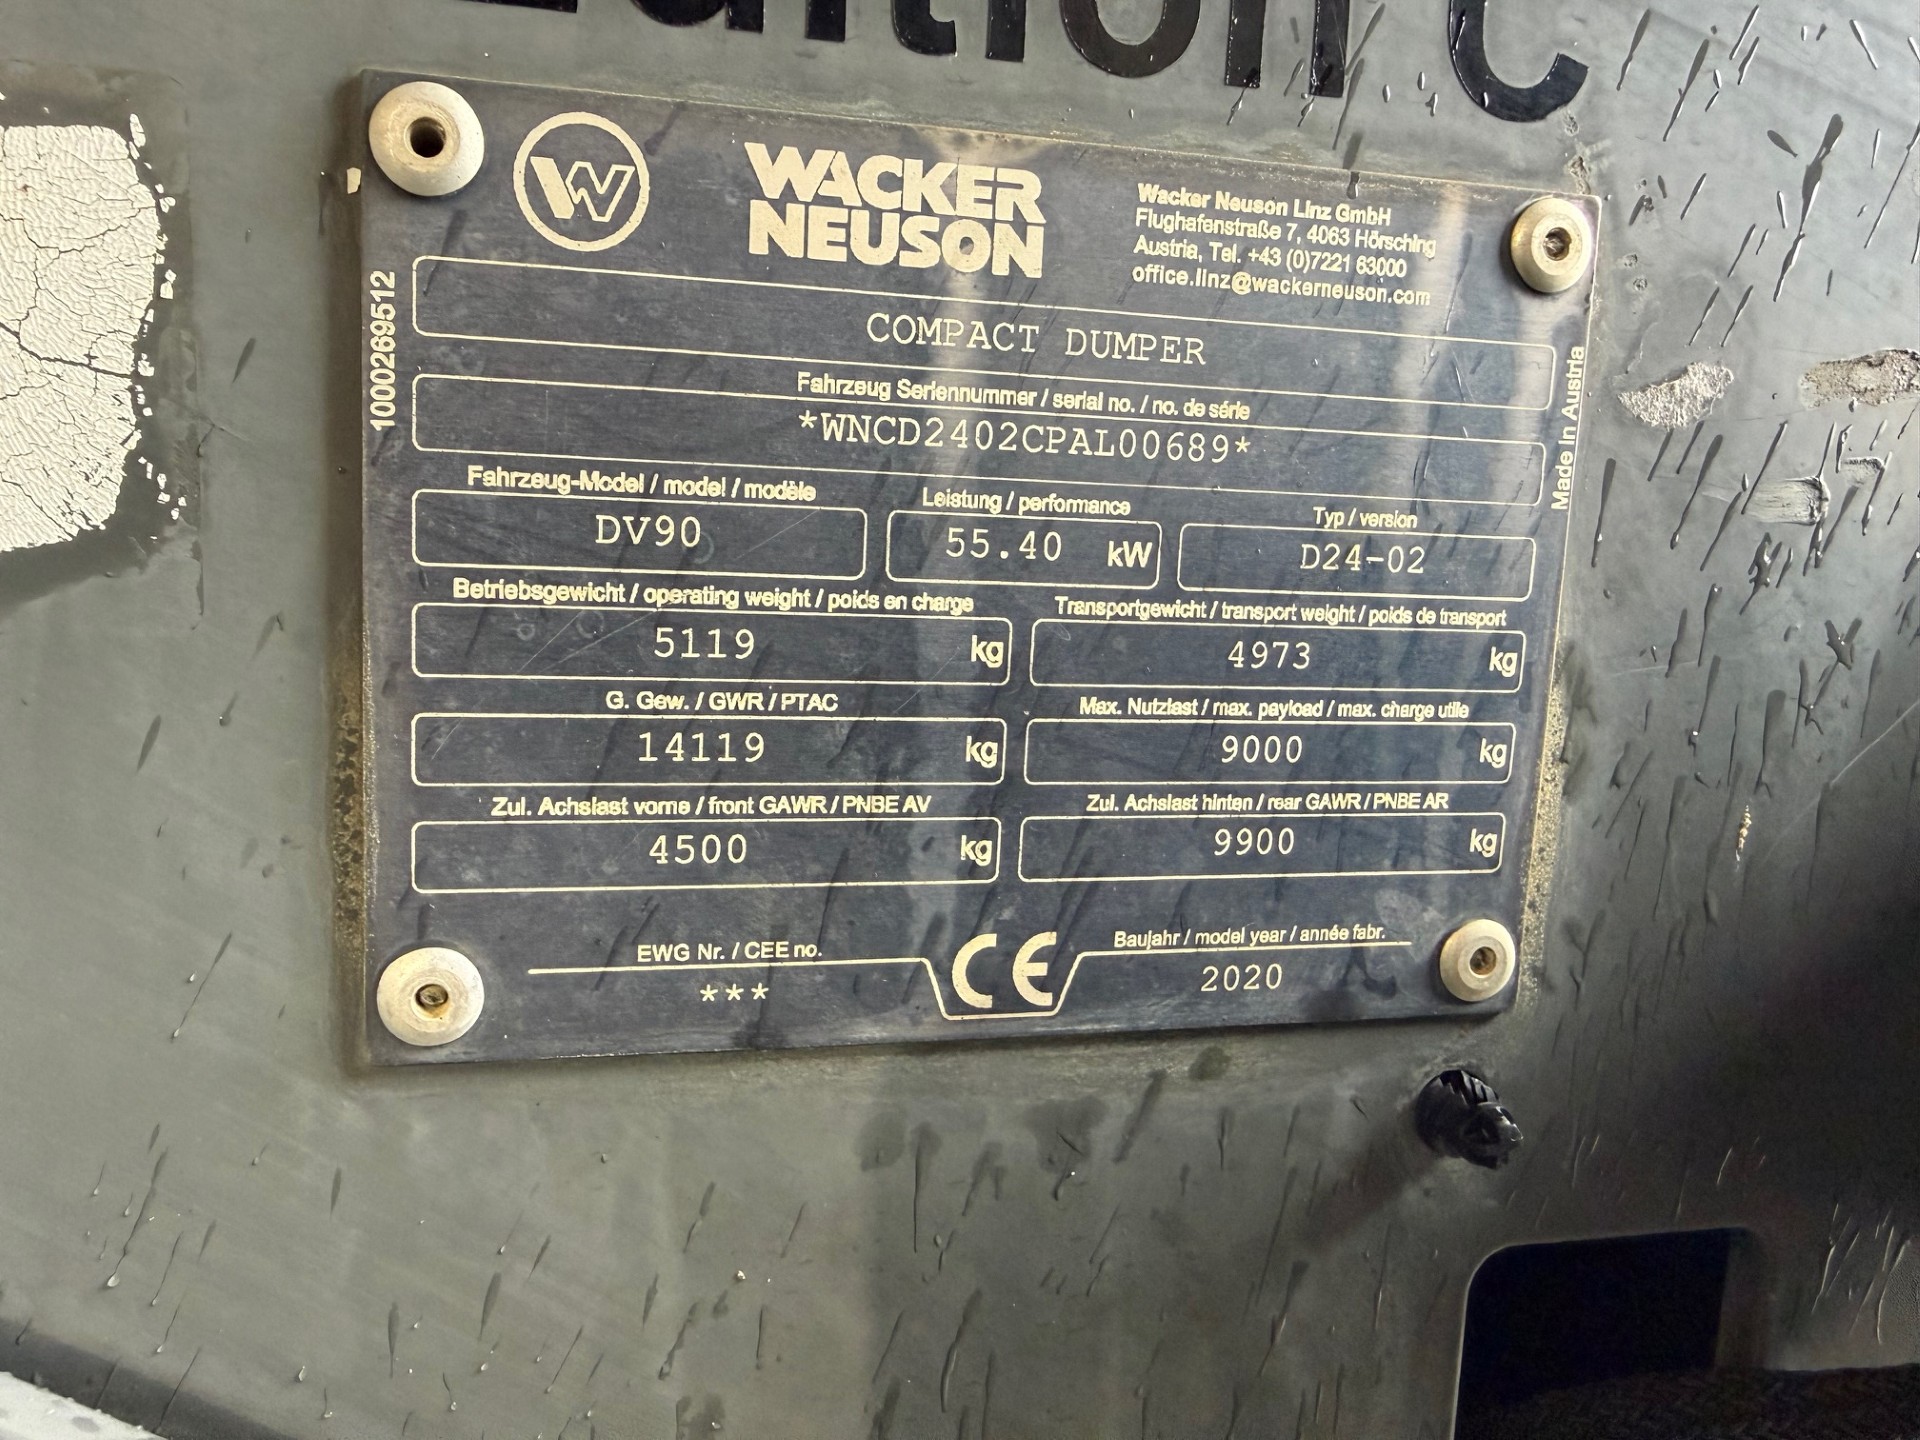 WACKER
NEUSON
Wacker Neuson Linz GmbH
Flughafenstraße 7, 4063 Hörsching
Austria, Tel. +43 (0)7221 63000
office.linz@wackerneuson.com
1000269512
COMPACT DUMPER
Made in Austria
Fahrzeug Seriennummer / serial no. / no. de série
*WNCD2402CPAL00689*
Fahrzeug-Model / model / modèle
DV90
Leistung / performance
55.40 kW
Typ / version
D24-02
Betriebsgewicht / operating weight / poids en charge
5119 kg
Transportgewicht / transport weight / poids de transport
4973 kg
G. Gew. / GWR / PTAC
14119 kg
Max. Nutzlast / max. payload / max. charge utile
9000 kg
Zul. Achslast vorne / front GAWR / PNBE AV
4500 kg
Zul. Achslast hinten / rear GAWR / PNBE AR
9900 kg
EWG Nr. / CEE no.
***
CE
Baujahr / model year / année fabr.
2020